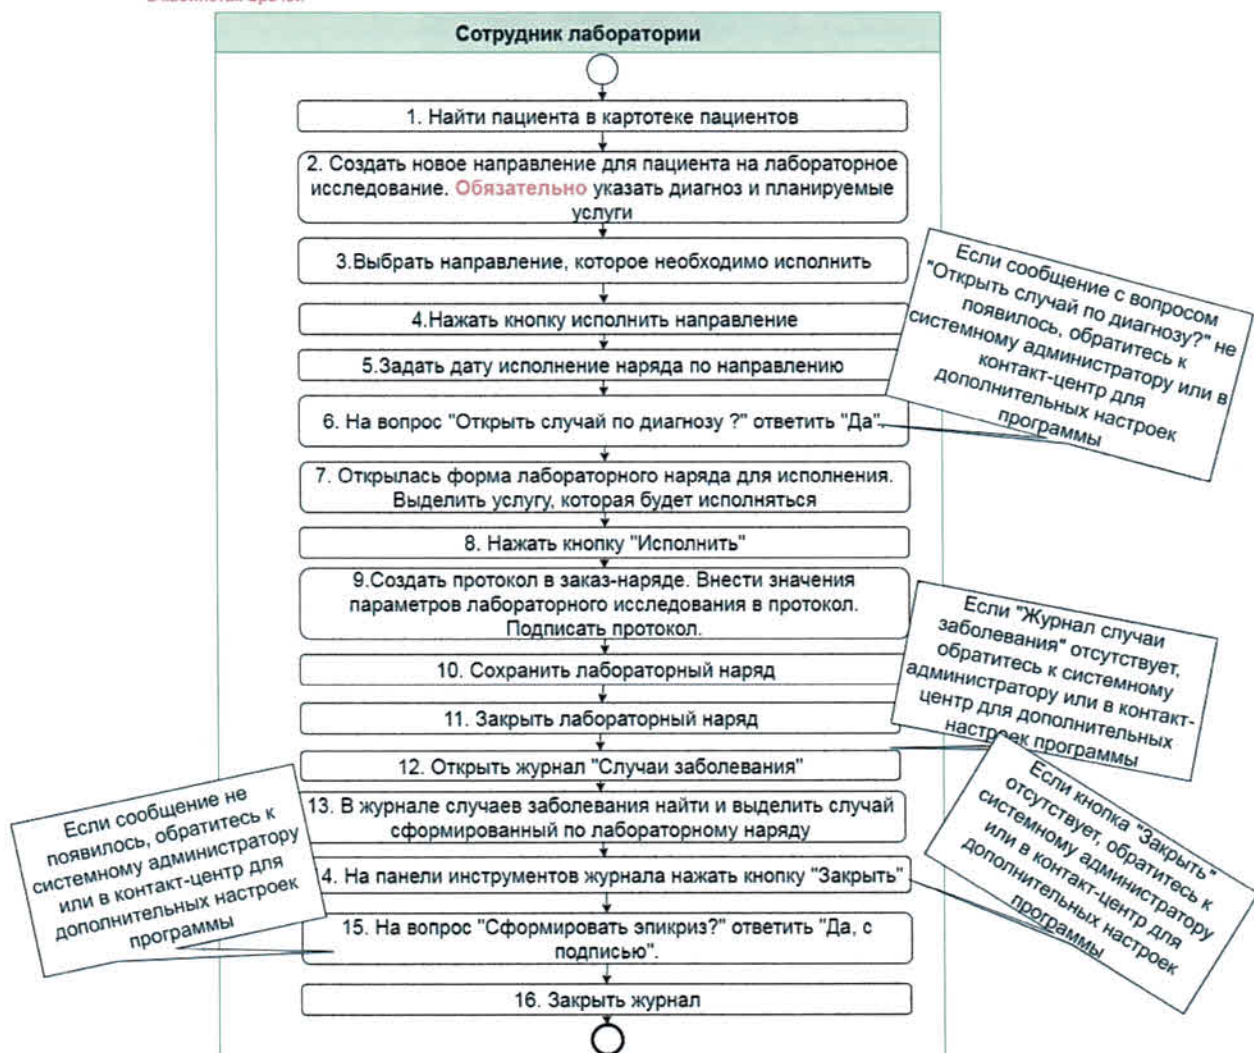 Сотрудник лаборатории
1. Найти пациента в картотеке пациентов
2. Создать новое направление для пациента на лабораторное
исследование. Обязательно указать диагноз и планируемые
услуги
3.Выбрать направление, которое необходимо исполнить
4.Нажать кнопку исполнить направление
5.Задать дату исполнение наряда по направлению
6. На вопрос "Открыть случай по диагнозу ?" ответить "Да".
Если сообщение с вопросом
"Открыть случай по диагнозу?" не
появилось, обратитесь к
системному администратору или в
контакт-центр для
дополнительных настроек
программы
7. Открылась форма лабораторного наряда для исполнения.
Выделить услугу, которая будет исполняться
8. Нажать кнопку "Исполнить"
9.Создать протокол в заказ-наряде. Внести значения
параметров лабораторного исследования в протокол.
Подписать протокол.
10. Сохранить лабораторный наряд
11. Закрыть лабораторный наряд
12. Открыть журнал "Случаи заболевания"
Если "Журнал случаи
заболевания" отсутствует,
обратитесь к системному
администратору или в контакт-
центр для дополнительных
настроек программы
13. В журнале случаев заболевания найти и выделить случай
сформированный по лабораторному наряду
4. На панели инструментов журнала нажать кнопку "Закрыть"
Если кнопка "Закрыть"
отсутствует, обратитесь к
системному администратору
или в контакт-центр для
дополнительных настроек
программы
15. На вопрос "Сформировать эпикриз?" ответить "Да, с
подписью".
Если сообщение не
появилось, обратитесь к
системному администратору
или в контакт-центр для
дополнительных настроек
программы
16. Закрыть журнал